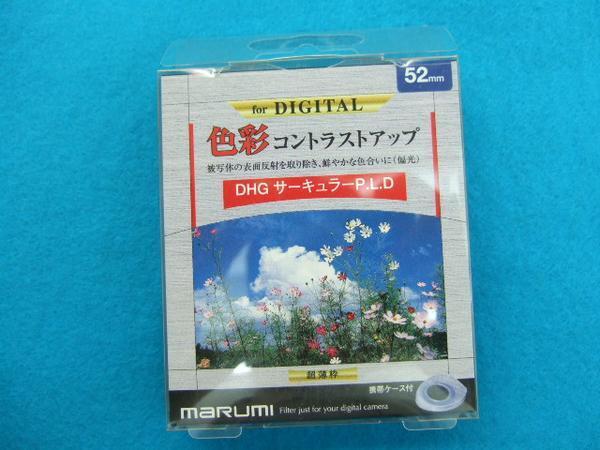 52mm
for DIGITAL
色彩コントラストアップ
被写体の表面反射を取り除き、鮮やかな色合いに（偏光）
DHG サーキュラーP.L.D
超薄枠
携帯ケース付
marumi Filter just for your digital camera